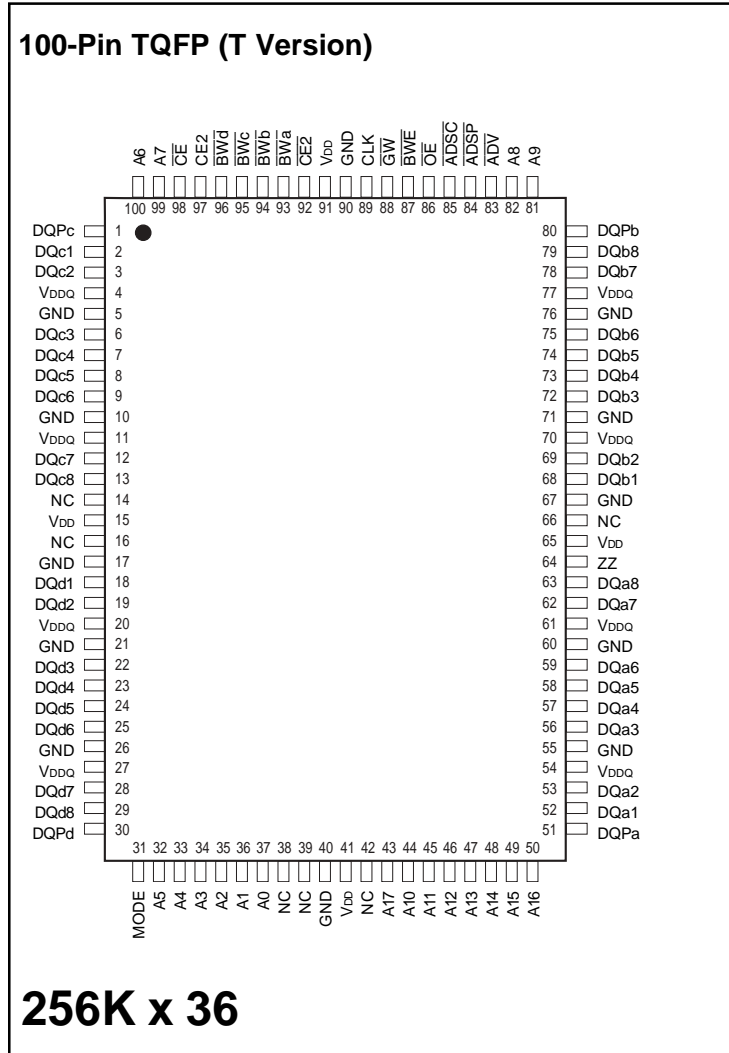 100-Pin TQFP (T Version)
A6 A7 CE CE2 BWd BWc BWb BWa CE2 VDD GND CLK GW BWE OE ADSC ADSP ADV A8 A9
100 99 98 97 96 95 94 93 92 91 90 89 88 87 86 85 84 83 82 81
DQPc 1 80 DQPb
DQc1 2 79 DQb8
DQc2 3 78 DQb7
VDDQ 4 77 VDDQ
GND 5 76 GND
DQc3 6 75 DQb6
DQc4 7 74 DQb5
DQc5 8 73 DQb4
DQc6 9 72 DQb3
GND 10 71 GND
VDDQ 11 70 VDDQ
DQc7 12 69 DQb2
DQc8 13 68 DQb1
NC 14 67 GND
VDD 15 66 NC
NC 16 65 VDD
GND 17 64 ZZ
DQd1 18 63 DQa8
DQd2 19 62 DQa7
VDDQ 20 61 VDDQ
GND 21 60 GND
DQd3 22 59 DQa6
DQd4 23 58 DQa5
DQd5 24 57 DQa4
DQd6 25 56 DQa3
GND 26 55 GND
VDDQ 27 54 VDDQ
DQd7 28 53 DQa2
DQd8 29 52 DQa1
DQPd 30 51 DQPa
31 32 33 34 35 36 37 38 39 40 41 42 43 44 45 46 47 48 49 50
MODE A5 A4 A3 A2 A1 A0 NC NC GND VDD NC A17 A10 A11 A12 A13 A14 A15 A16
256K x 36